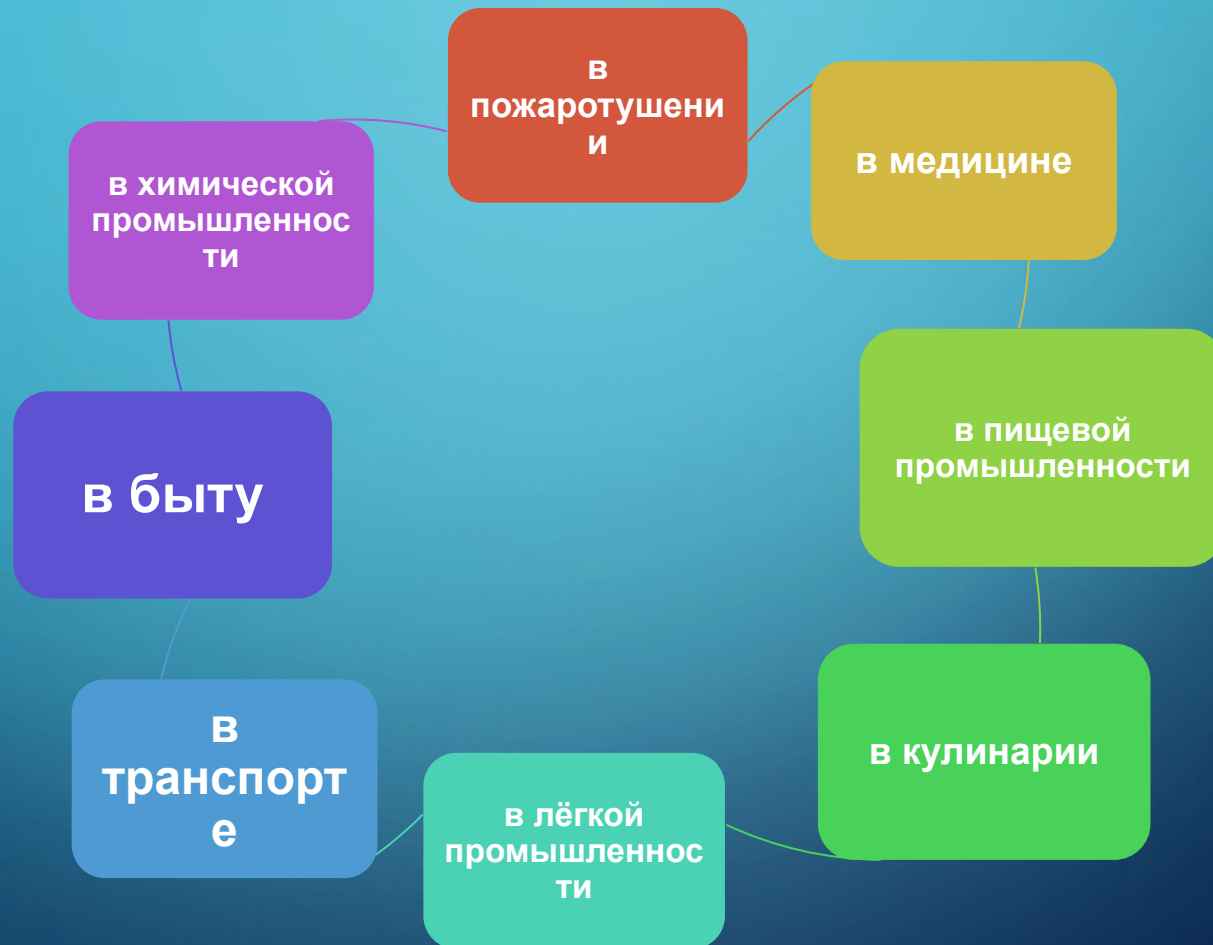 в
пожаротушени
и
в медицине
в пищевой
промышленности
в кулинарии
в лёгкой
промышленнос
ти
в
транспорт
е
в быту
в химической
промышленнос
ти